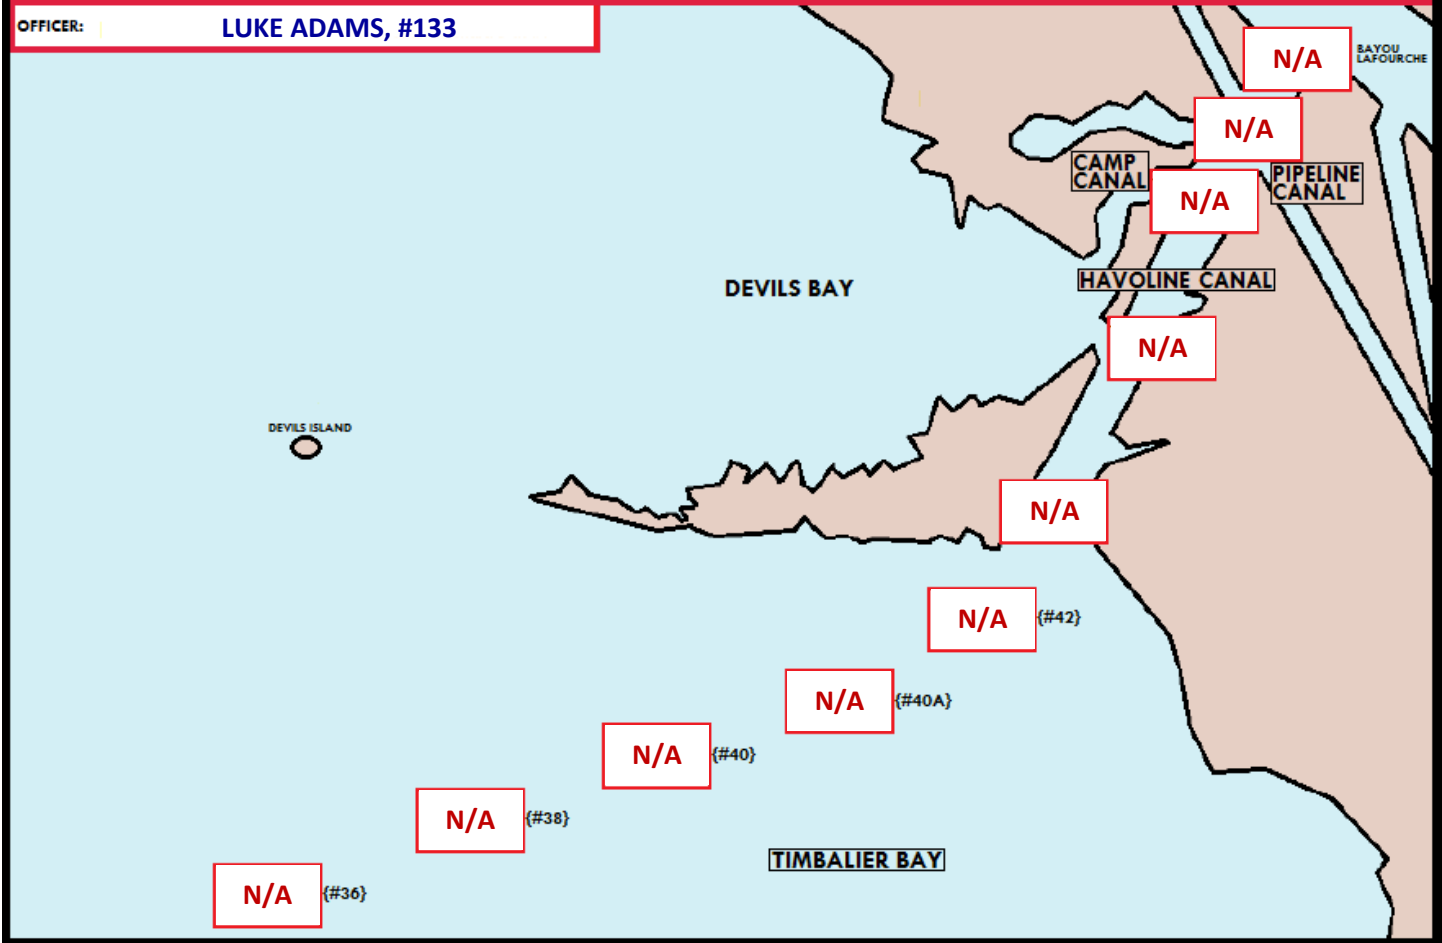 OFFICER: LUKE ADAMS, #133
N/A
BAYOU
LAFOURCHE
N/A
CAMP
CANAL
PIPELINE
CANAL
N/A
HAVOLINE CANAL
DEVILS BAY
N/A
DEVILS ISLAND
N/A
N/A {#42}
N/A {#40A}
N/A {#40}
N/A {#38}
TIMBALIER BAY
N/A {#36}